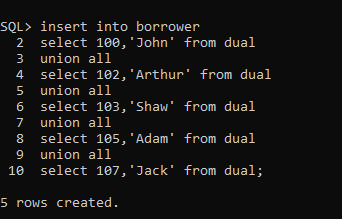 SQL> insert into borrower
2 select 100,'John' from dual
3 union all
4 select 102,'Arthur' from dual
5 union all
6 select 103,'Shaw' from dual
7 union all
8 select 105,'Adam' from dual
9 union all
10 select 107,'Jack' from dual;
5 rows created.